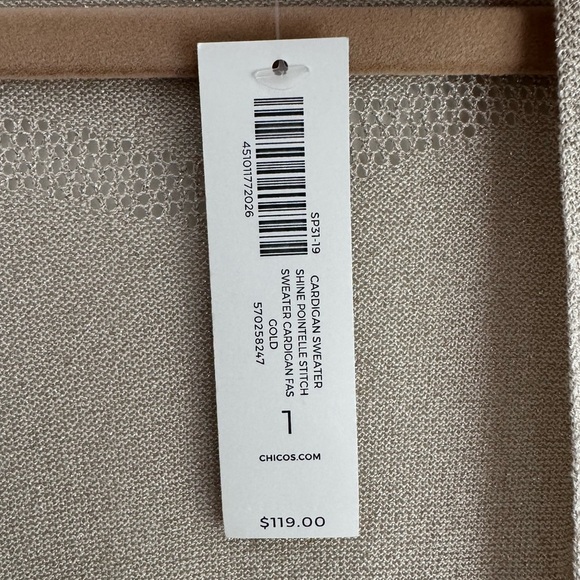 451011772026
SP31-19
CARDIGAN SWEATER
SHINE POINTELLE STITCH
SWEATER CARDIGAN FAS
GOLD
570258247
1
CHICOS.COM
$119.00